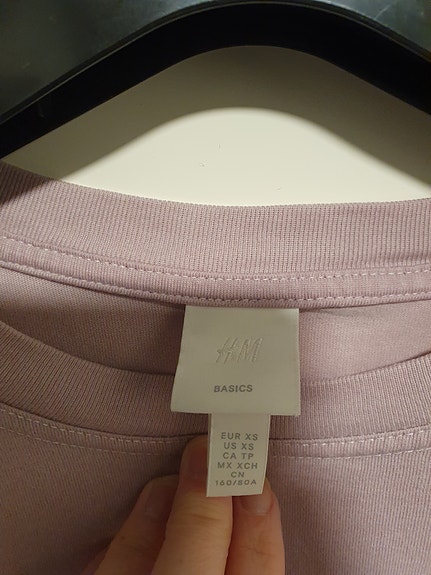 H&M
BASICS
EUR XS
US XS
CA TP
MX XCH
CN
160/80A